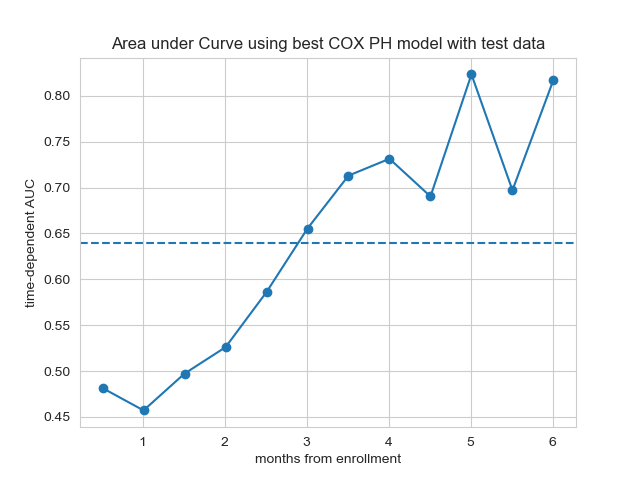 Area under Curve using best COX PH model with test data
time-dependent AUC
0.80
0.75
0.70
0.65
0.60
0.55
0.50
0.45
1 2 3 4 5 6
months from enrollment